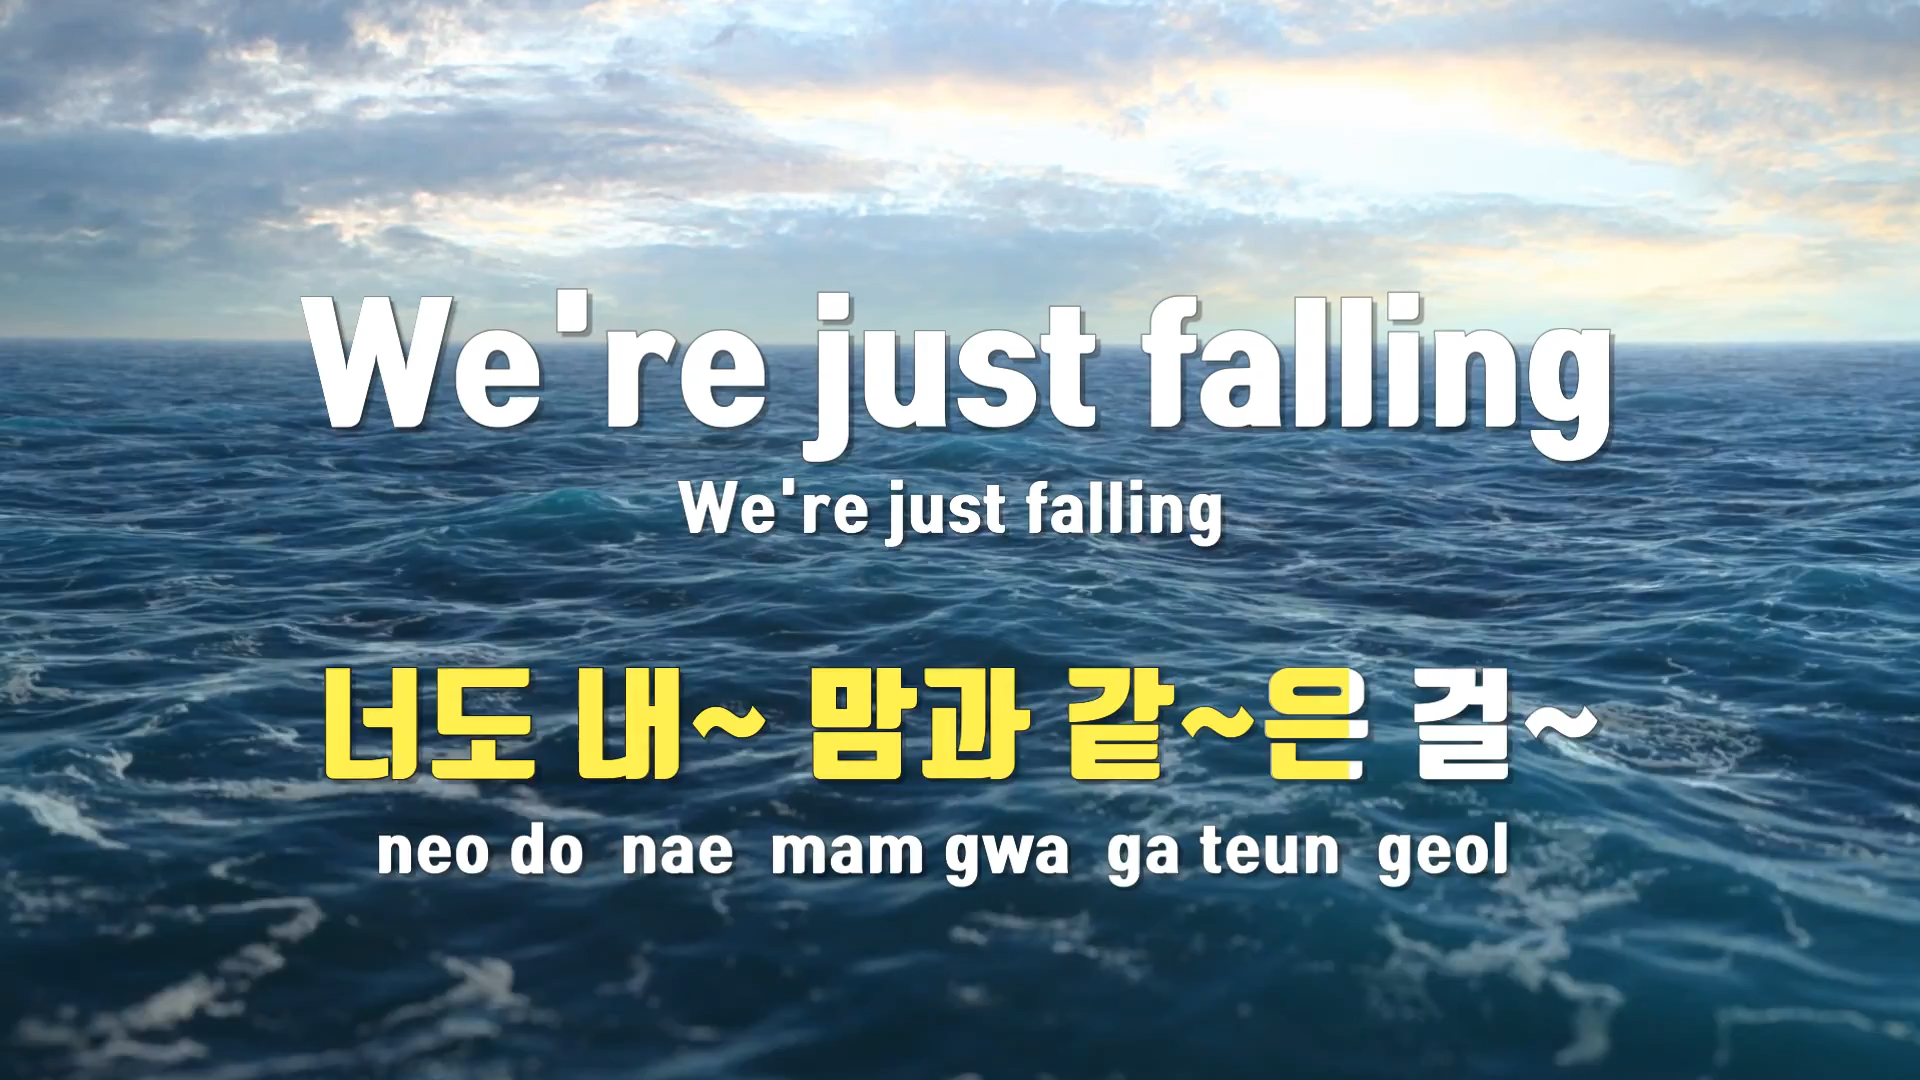 We're just falling
We're just falling
너도 내~ 맘과 같~은 걸~
neo do nae mam gwa ga teun geol